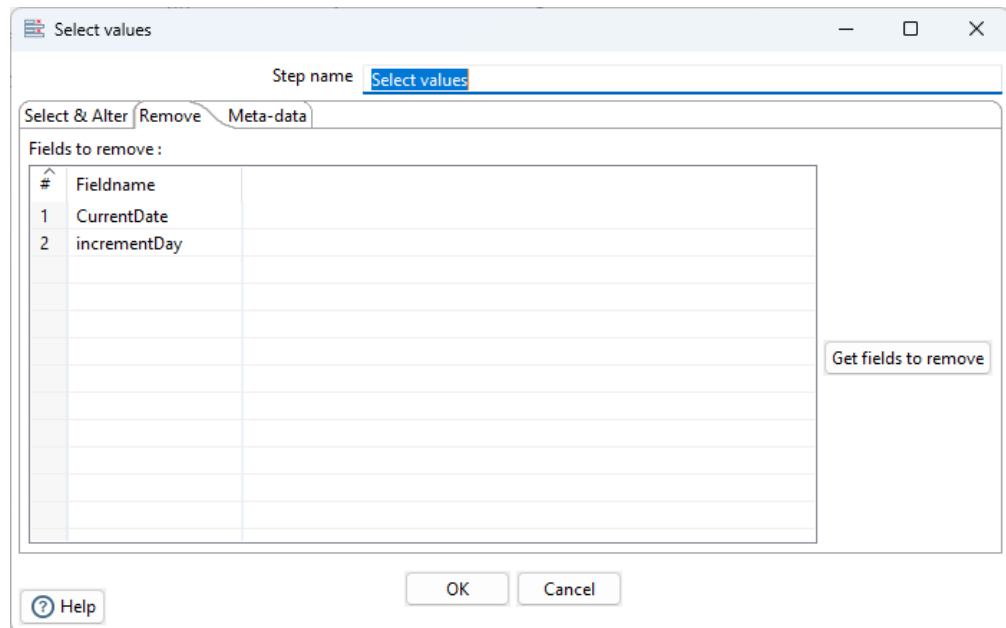 Select values
Step name Select values
Select & Alter Remove Meta-data
Fields to remove :
# Fieldname
1 CurrentDate
2 incrementDay
Get fields to remove
OK Cancel
Help